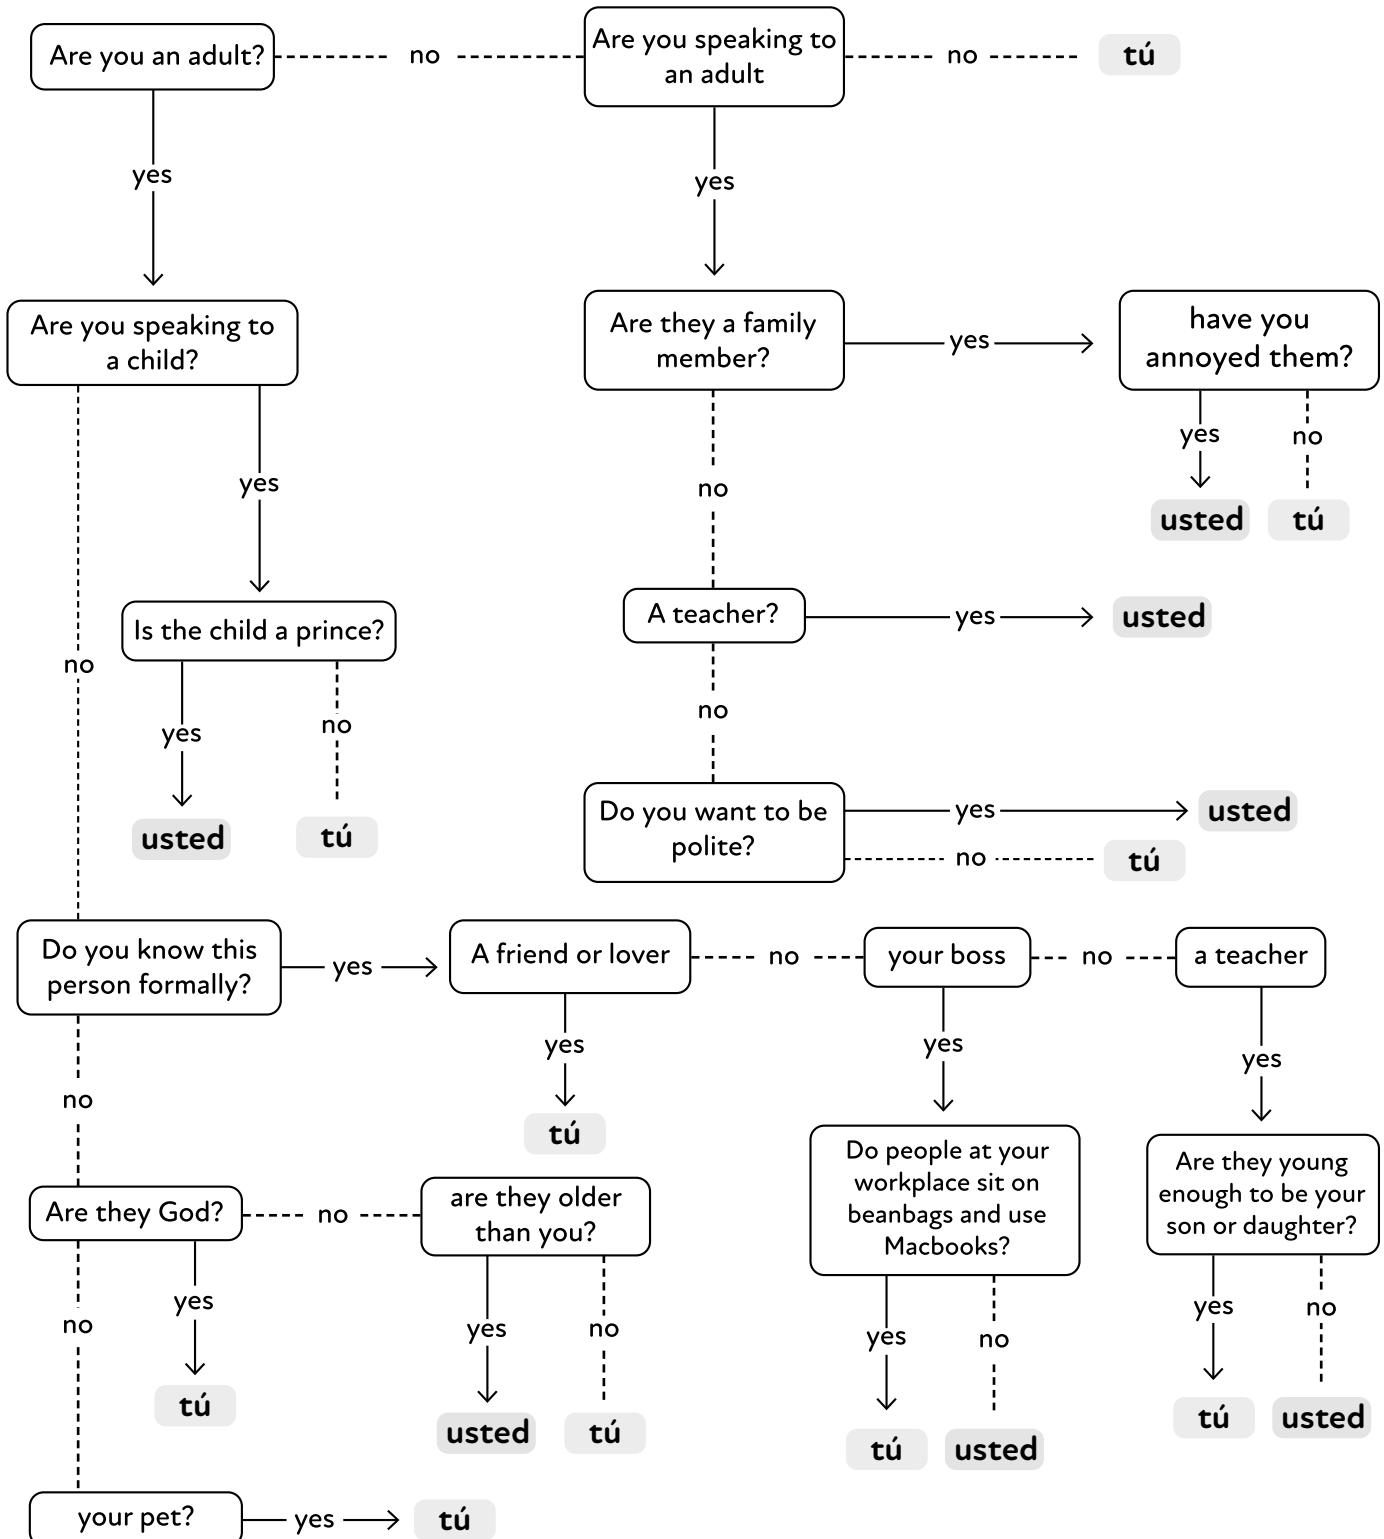 Are you an adult?
no
Are you speaking to
an adult
no
tú
yes
yes
Are you speaking to
a child?
Are they a family
member?
yes
have you
annoyed them?
yes
no
usted
tú
yes
no
Is the child a prince?
A teacher?
yes
usted
no
yes
no
no
usted
tú
Do you want to be
polite?
yes
usted
no
tú
Do you know this
person formally?
yes
A friend or lover
no
your boss
no
a teacher
yes
yes
yes
no
tú
Do people at your
workplace sit on
beanbags and use
Macbooks?
Are they young
enough to be your
son or daughter?
Are they God?
no
are they older
than you?
yes
no
yes
no
yes
no
yes
no
tú
usted
tú
tú
usted
tú
usted
your pet?
yes
tú